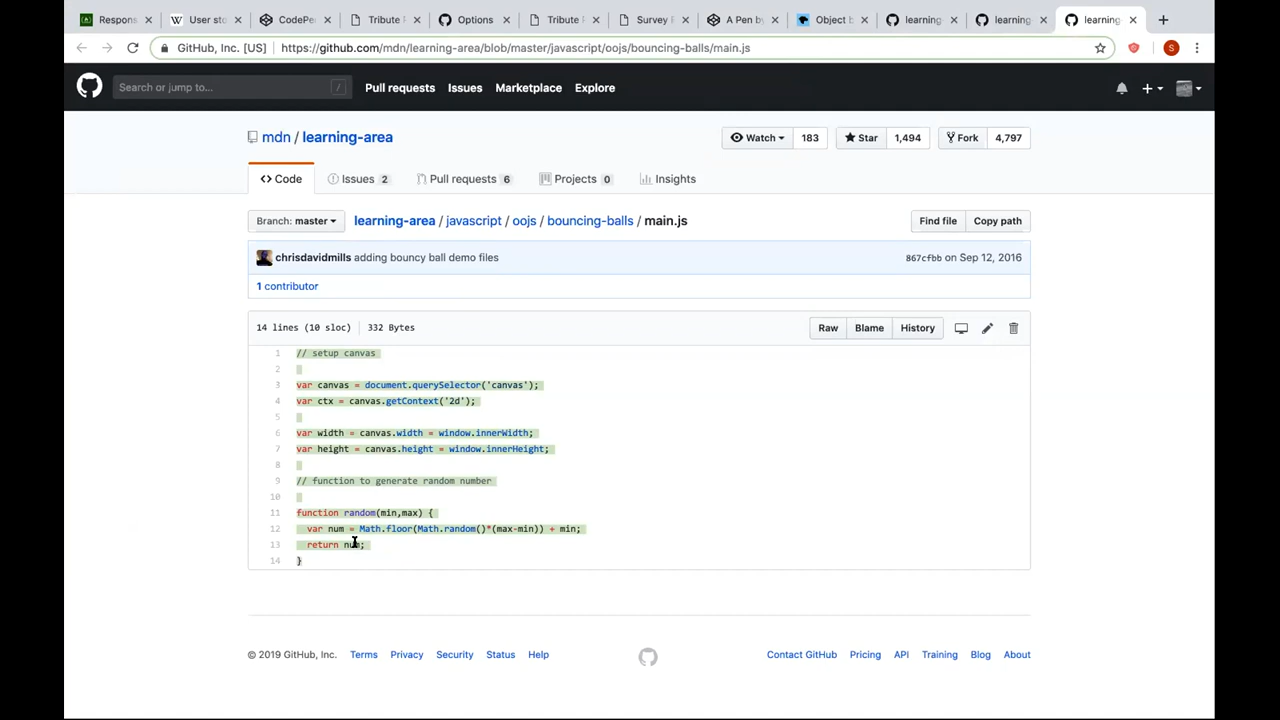 Respons
User sto
CodePe
Tribute
Options
Tribute
Survey
A Pen by
Object b
learning
learning
learning
GitHub, Inc. [US]
https://github.com/mdn/learning-area/blob/master/javascript/oojs/bouncing-balls/main.js
S
Search or jump to... /
Pull requests
Issues
Marketplace
Explore
mdn / learning-area
Watch 183
Star 1,494
Fork 4,797
Code
Issues 2
Pull requests 6
Projects 0
Insights
Branch: master
learning-area / javascript / oojs / bouncing-balls / main.js
Find file
Copy path
chrisdavidmills adding bouncy ball demo files
867cfbb on Sep 12, 2016
1 contributor
14 lines (10 sloc) 332 Bytes
Raw
Blame
History
1 // setup canvas
2
3 var canvas = document.querySelector('canvas');
4 var ctx = canvas.getContext('2d');
5
6 var width = canvas.width = window.innerWidth;
7 var height = canvas.height = window.innerHeight;
8
9 // function to generate random number
10
11 function random(min,max) {
12 var num = Math.floor(Math.random()*(max-min)) + min;
13 return num;
14 }
© 2019 GitHub, Inc.
Terms
Privacy
Security
Status
Help
Contact GitHub
Pricing
API
Training
Blog
About